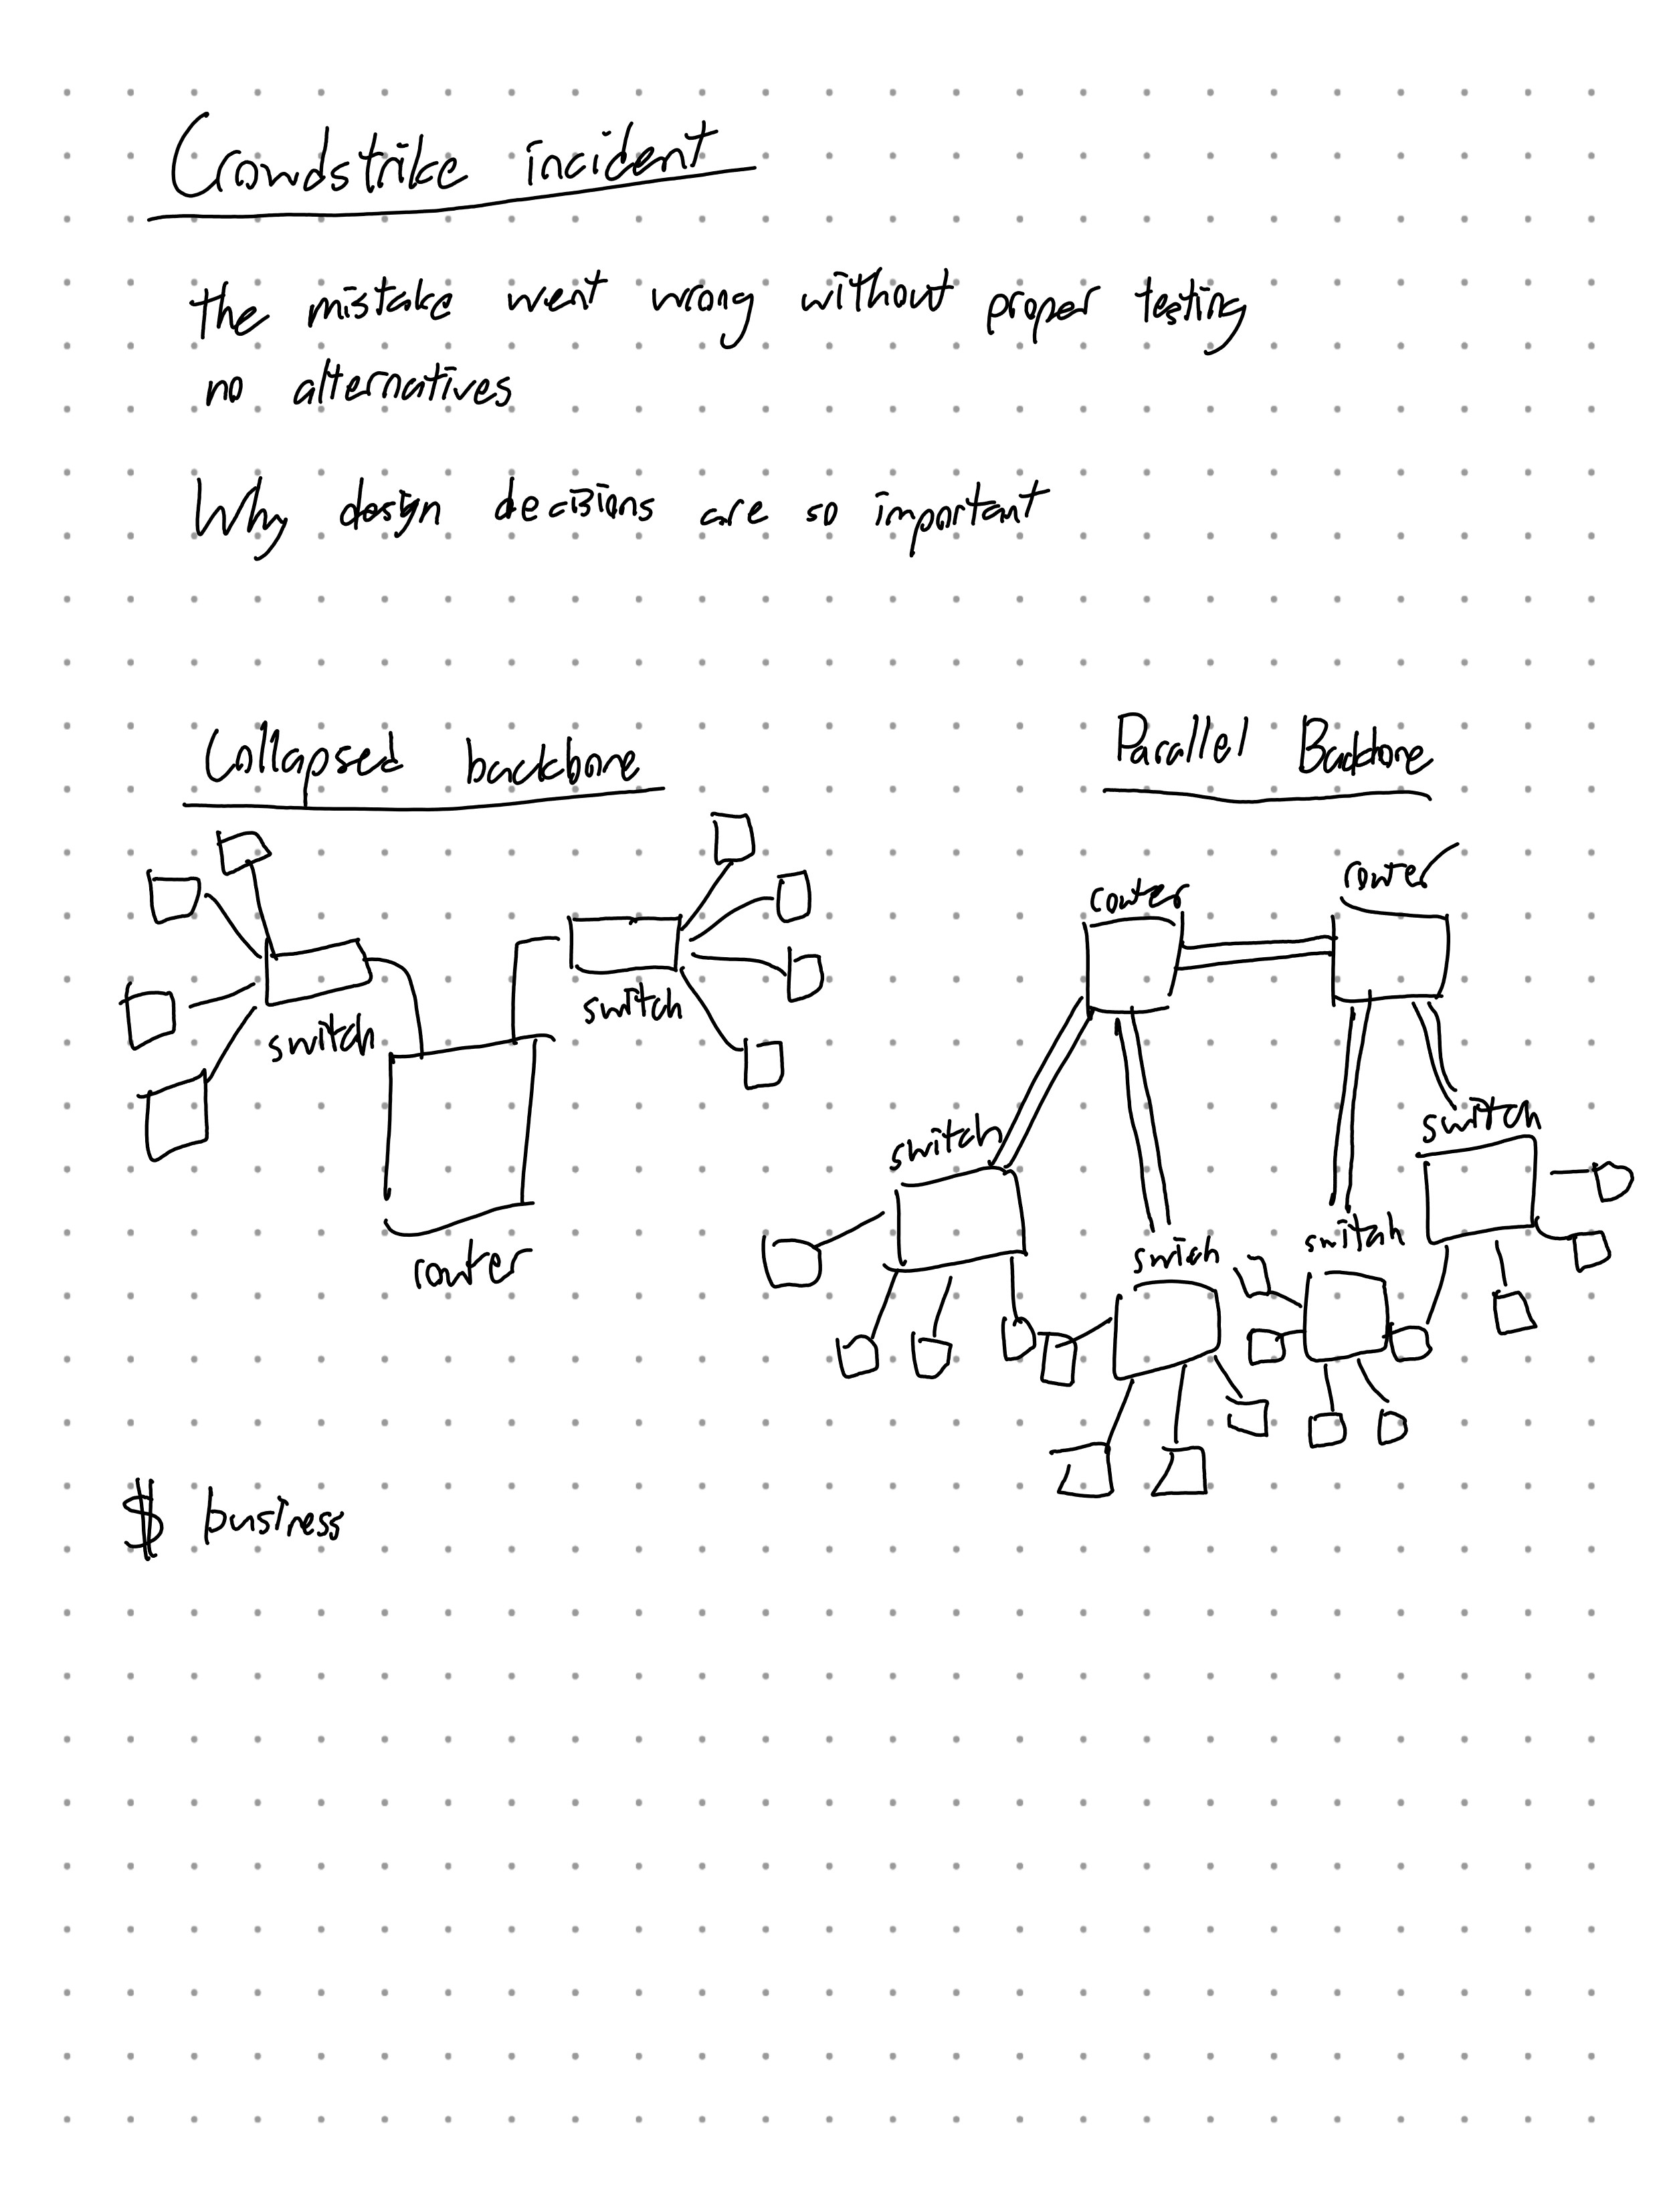 Crowdstrike incident
the mistake went wrong without proper testing
no alternatives
Why design decisions are so important
Collapsed backbone
switch
switch
router
Parallel Backbone
router
router
switch
switch
switch
switch
$ business